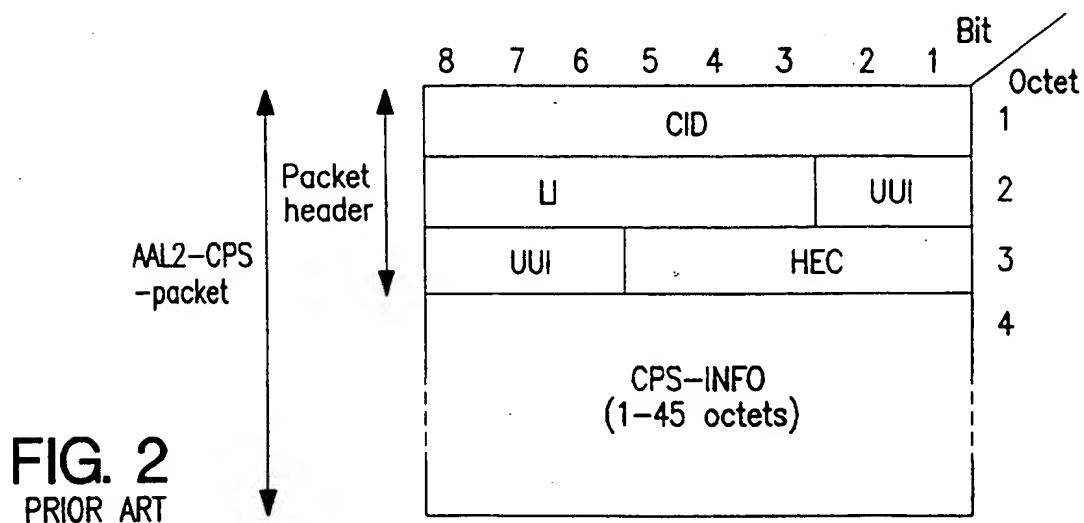 Bit
8 7 6 5 4 3 2 1
Octet
CID
1
Packet
header
LI
UUI
2
AAL2-CPS
-packet
UUI
HEC
3
4
CPS-INFO
(1-45 octets)
FIG. 2
PRIOR ART